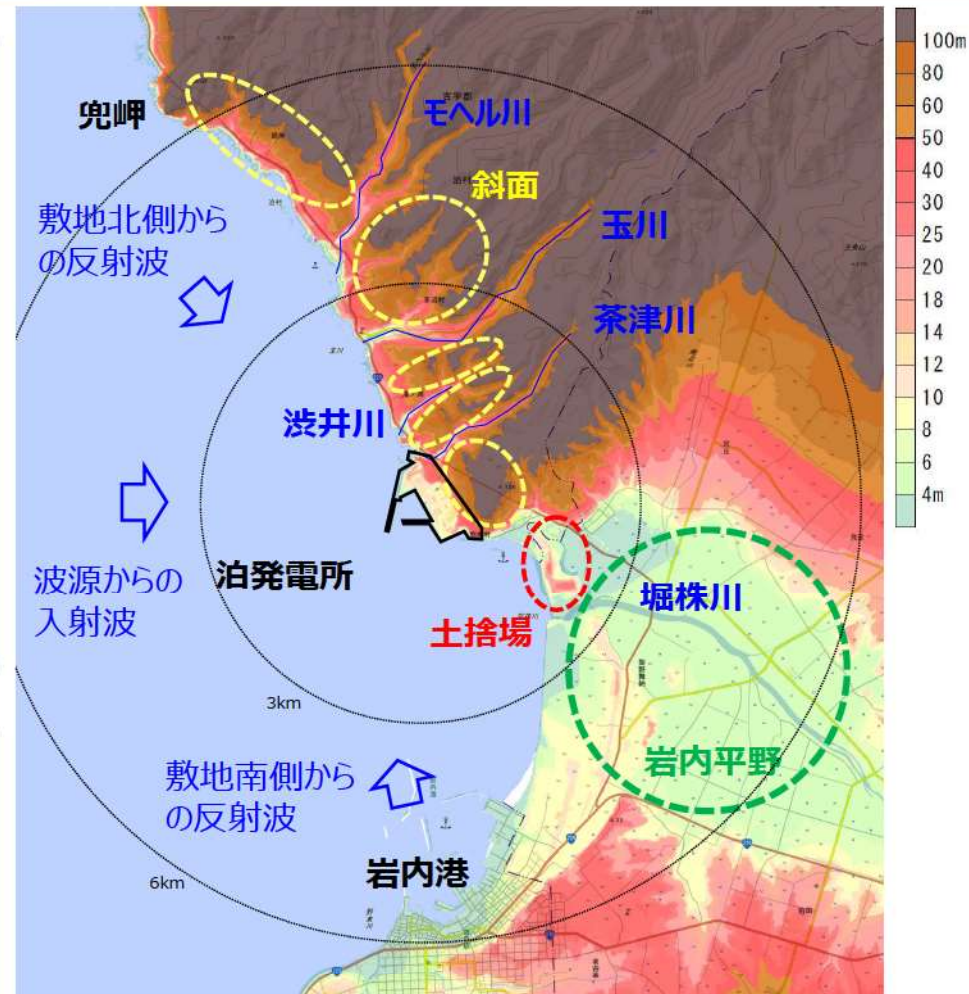 兜岬
モヘル川
斜面
敷地北側から
の反射波
玉川
茶津川
渋井川
波源からの
入射波
泊発電所
堀株川
土捨場
3km
岩内平野
敷地南側から
の反射波
岩内港
6km
100m
80
60
50
40
30
25
20
18
14
12
10
8
6
4m